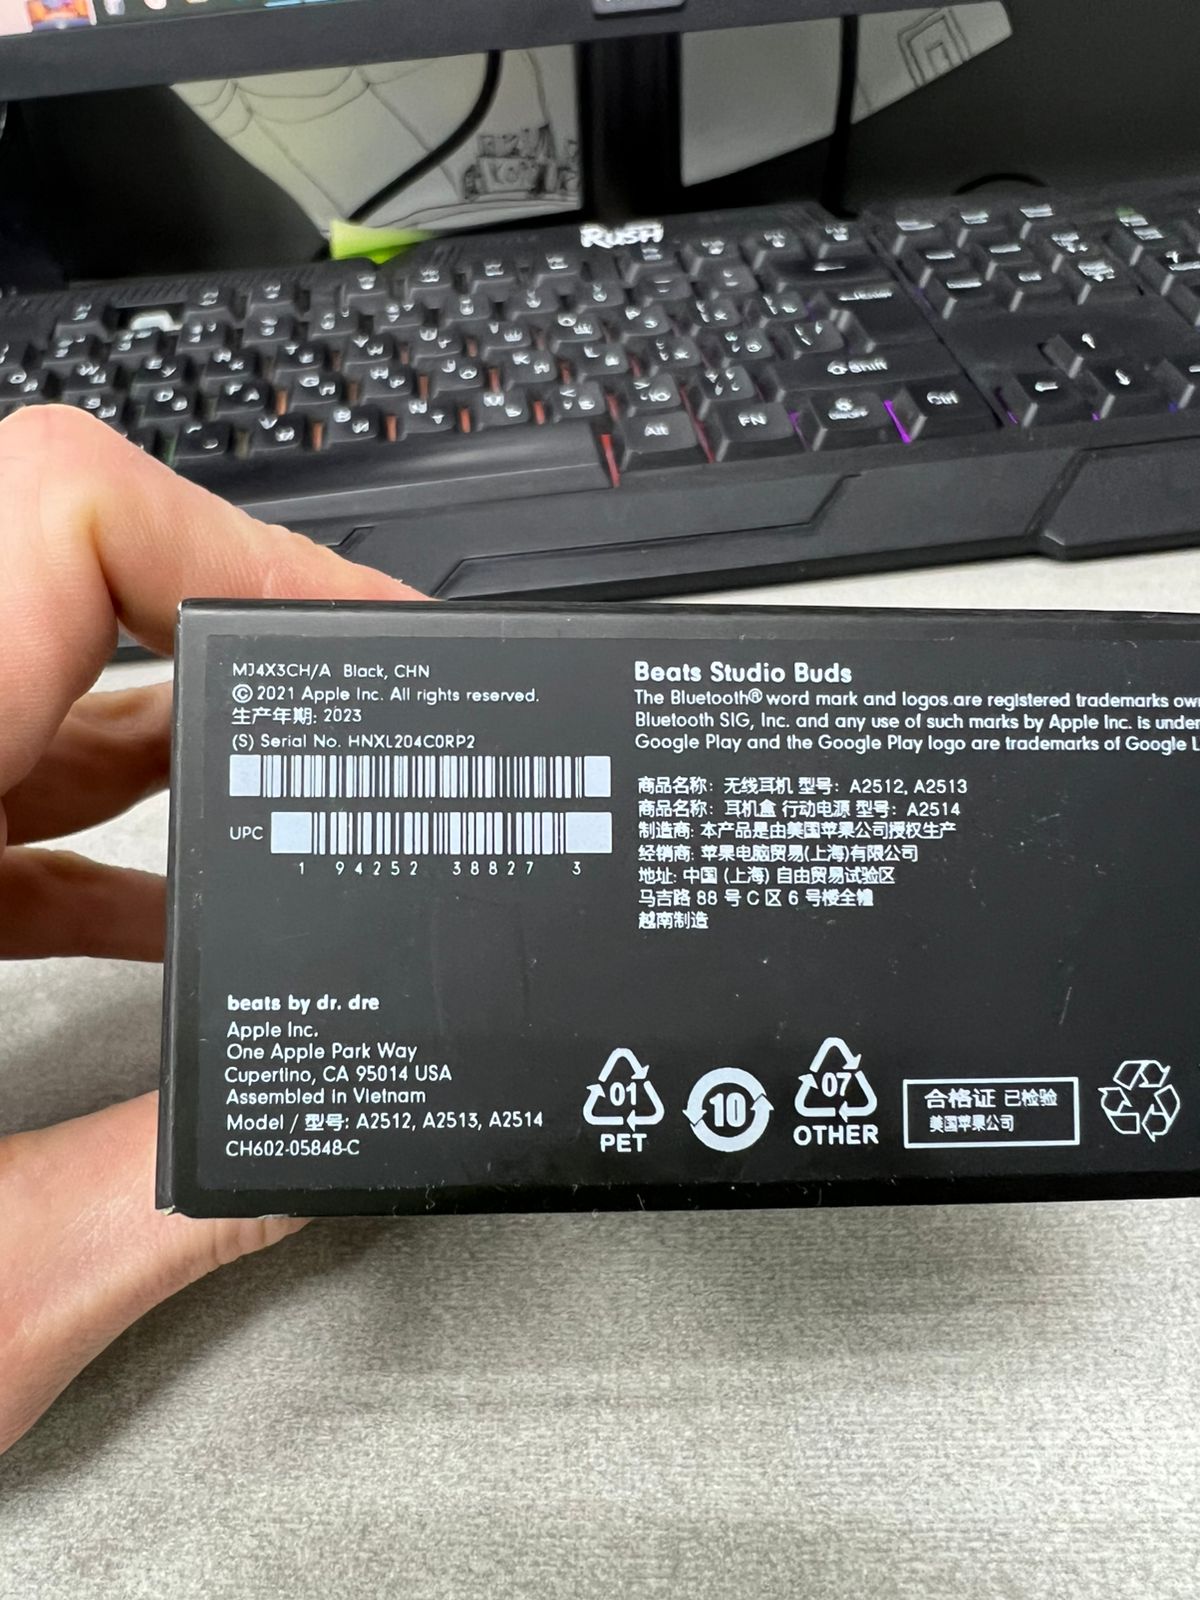 RUSH
Alt
FN
Ctrl
Shift
MJ4X3CH/A Black, CHN
© 2021 Apple Inc. All rights reserved.
生产年期: 2023
(S) Serial No. HNXL204C0RP2
UPC
1 94252 38827 3
Beats Studio Buds
The Bluetooth® word mark and logos are registered trademarks
Bluetooth SIG, Inc. and any use of such marks by Apple Inc. is
Google Play and the Google Play logo are trademarks of Google
商品名称: 无线耳机 型号: A2512, A2513
商品名称: 耳机盒 行动电源 型号: A2514
制造商: 本产品是由美国苹果公司授权生产
经销商: 苹果电脑贸易(上海)有限公司
地址: 中国 (上海) 自由贸易试验区
马吉路 88 号 C 区 6 号楼全幢
越南制造
beats by dr. dre
Apple Inc.
One Apple Park Way
Cupertino, CA 95014 USA
Assembled in Vietnam
Model / 型号: A2512, A2513, A2514
CH602-05848-C
01
PET
10
07
OTHER
合格证 已检验
美国苹果公司